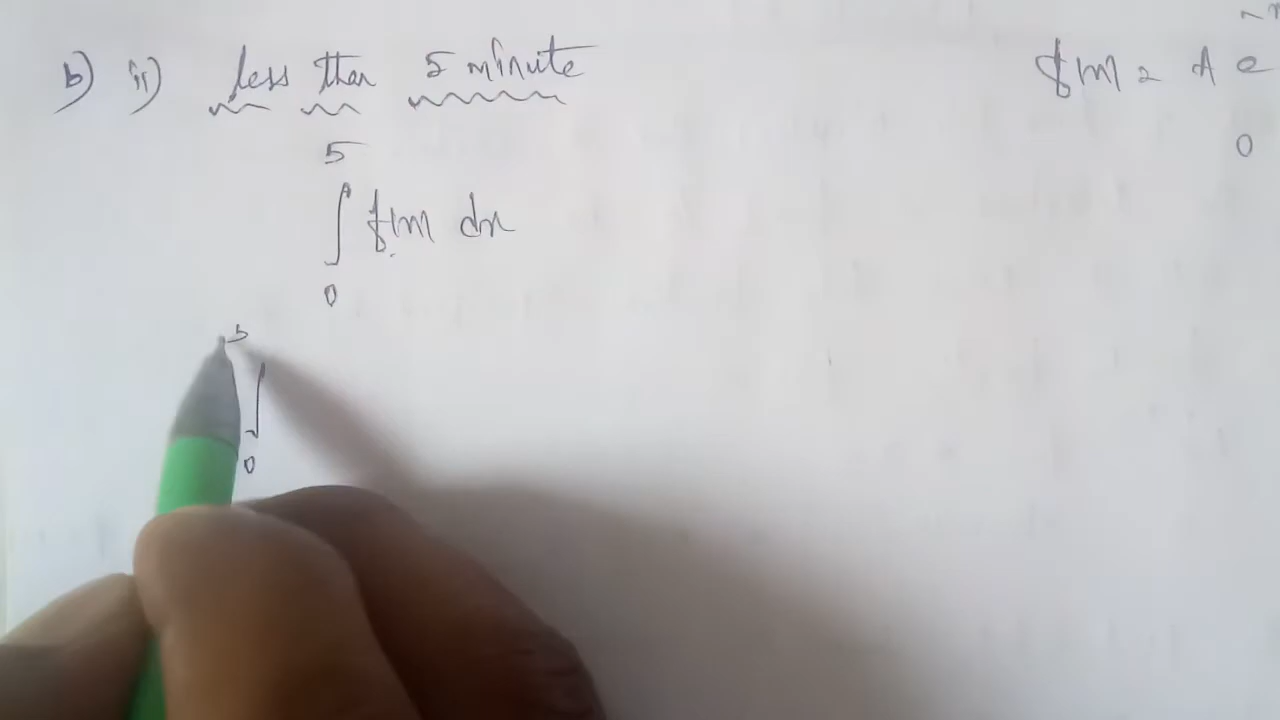 b) ii) less than 5 minute
f(x) = A e
0
5
∫ f(x) dx
0
5
∫
0